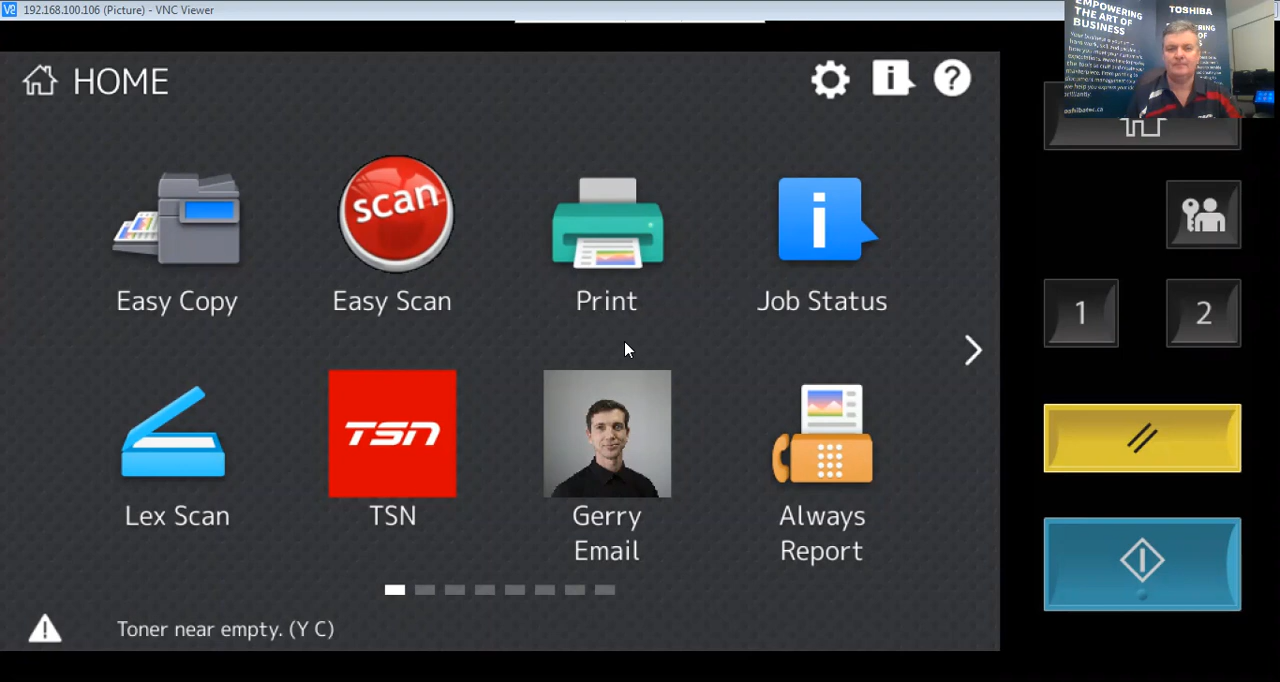 192.168.100.106 (Picture) - VNC Viewer
HOME
i
?
scan
i
Easy Copy
Easy Scan
Print
Job Status
TSN
Lex Scan
TSN
Gerry
Email
Always
Report
Toner near empty. (Y C)
1
2
EMPOWERING
THE ART OF
BUSINESS
TOSHIBA